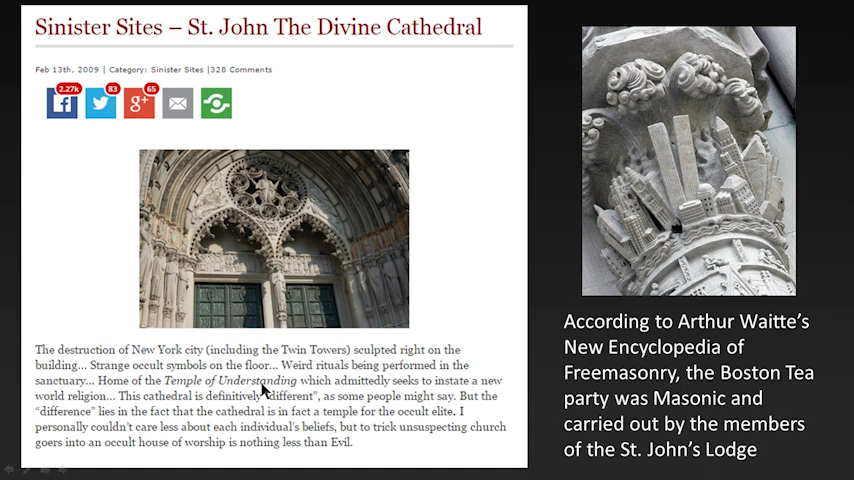 Sinister Sites – St. John The Divine Cathedral
Feb 13th, 2009 | Category: Sinister Sites |328 Comments
2.27k 83 65
The destruction of New York city (including the Twin Towers) sculpted right on the
building... Strange occult symbols on the floor... Weird rituals being performed in the
sanctuary... Home of the Temple of Understanding which admittedly seeks to instate a new
world religion... This cathedral is definitively "different", as some people might say. But the
"difference" lies in the fact that the cathedral is in fact a temple for the occult elite. I
personally couldn't care less about each individual's beliefs, but to trick unsuspecting church
goers into an occult house of worship is nothing less than Evil.
According to Arthur Waitte's
New Encyclopedia of
Freemasonry, the Boston Tea
party was Masonic and
carried out by the members
of the St. John's Lodge